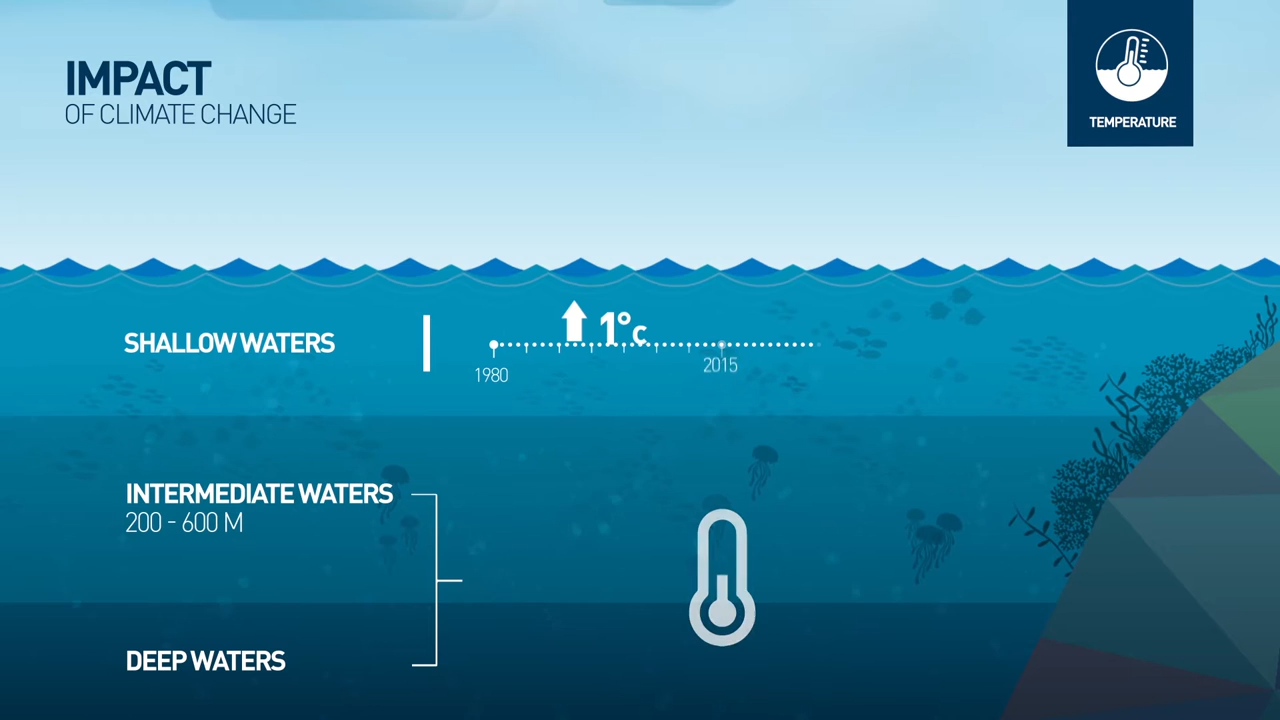 IMPACT
OF CLIMATE CHANGE
TEMPERATURE
SHALLOW WATERS
1°c
1980
2015
INTERMEDIATE WATERS
200 - 600 M
DEEP WATERS